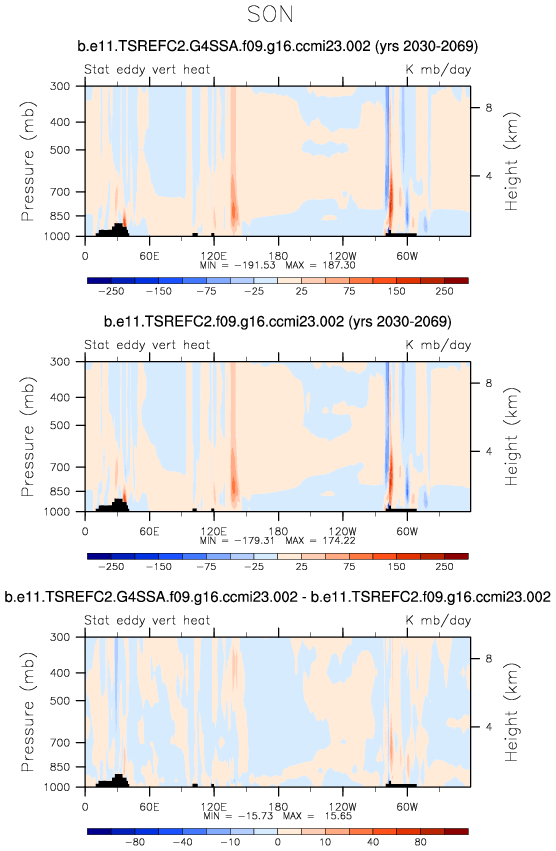 SON
b.e11.TSREFC2.G4SSA.f09.g16.ccmi23.002 (yrs 2030-2069)
Stat eddy vert heat K mb/day
Pressure (mb)
300
400
500
700
850
1000
8
4
Height (km)
0 60E 120E 180 120W 60W
MIN = -191.53 MAX = 187.30
-250 -150 -75 -25 25 75 150 250
b.e11.TSREFC2.f09.g16.ccmi23.002 (yrs 2030-2069)
Stat eddy vert heat K mb/day
Pressure (mb)
300
400
500
700
850
1000
8
4
Height (km)
0 60E 120E 180 120W 60W
MIN = -179.31 MAX = 174.22
-250 -150 -75 -25 25 75 150 250
b.e11.TSREFC2.G4SSA.f09.g16.ccmi23.002 - b.e11.TSREFC2.f09.g16.ccmi23.002
Stat eddy vert heat K mb/day
Pressure (mb)
300
400
500
700
850
1000
8
4
Height (km)
0 60E 120E 180 120W 60W
MIN = -15.73 MAX = 15.65
-80 -40 -10 0 10 40 80